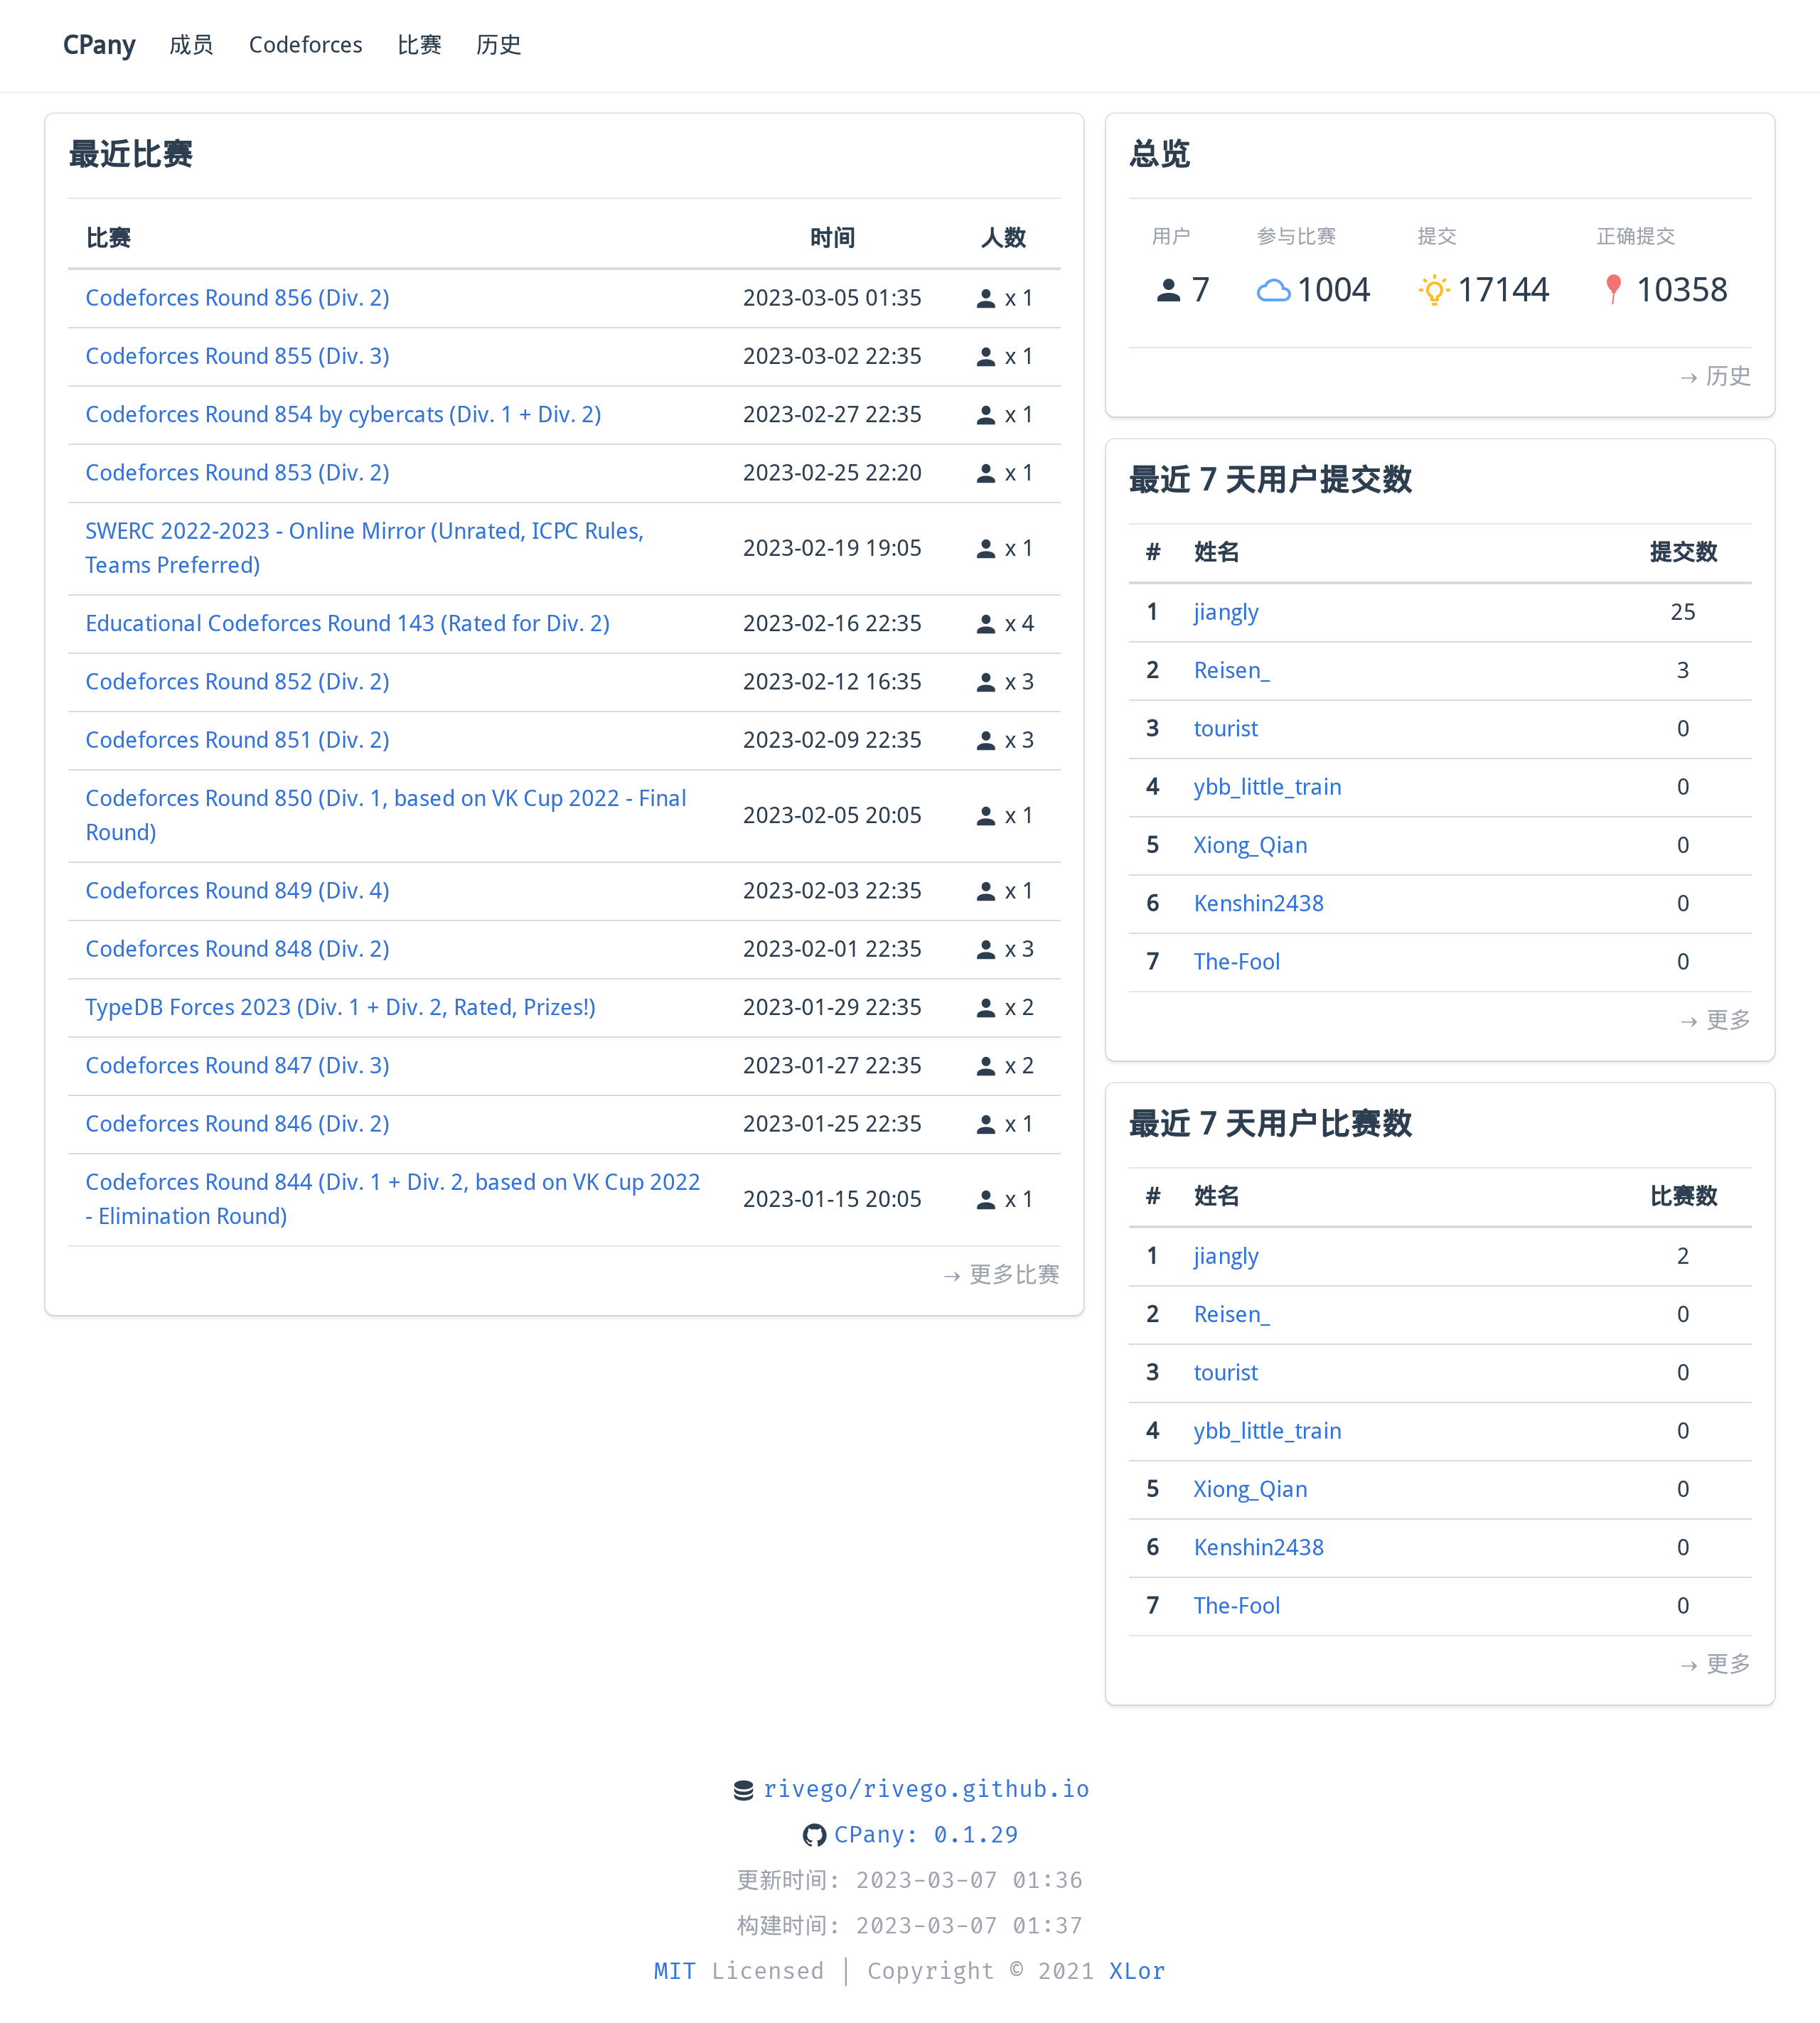 CPany 成员 Codeforces 比赛 历史
最近比赛
比赛 时间 人数
Codeforces Round 856 (Div. 2) 2023-03-05 01:35 x 1
Codeforces Round 855 (Div. 3) 2023-03-02 22:35 x 1
Codeforces Round 854 by cybercats (Div. 1 + Div. 2) 2023-02-27 22:35 x 1
Codeforces Round 853 (Div. 2) 2023-02-25 22:20 x 1
SWERC 2022-2023 - Online Mirror (Unrated, ICPC Rules,
Teams Preferred) 2023-02-19 19:05 x 1
Educational Codeforces Round 143 (Rated for Div. 2) 2023-02-16 22:35 x 4
Codeforces Round 852 (Div. 2) 2023-02-12 16:35 x 3
Codeforces Round 851 (Div. 2) 2023-02-09 22:35 x 3
Codeforces Round 850 (Div. 1, based on VK Cup 2022 - Final
Round) 2023-02-05 20:05 x 1
Codeforces Round 849 (Div. 4) 2023-02-03 22:35 x 1
Codeforces Round 848 (Div. 2) 2023-02-01 22:35 x 3
TypeDB Forces 2023 (Div. 1 + Div. 2, Rated, Prizes!) 2023-01-29 22:35 x 2
Codeforces Round 847 (Div. 3) 2023-01-27 22:35 x 2
Codeforces Round 846 (Div. 2) 2023-01-25 22:35 x 1
Codeforces Round 844 (Div. 1 + Div. 2, based on VK Cup 2022
- Elimination Round) 2023-01-15 20:05 x 1
→ 更多比赛
总览
用户 参与比赛 提交 正确提交
7 1004 17144 10358
→ 历史
最近 7 天用户提交数
# 姓名 提交数
1 jiangly 25
2 Reisen_ 3
3 tourist 0
4 ybb_little_train 0
5 Xiong_Qian 0
6 Kenshin2438 0
7 The-Fool 0
→ 更多
最近 7 天用户比赛数
# 姓名 比赛数
1 jiangly 2
2 Reisen_ 0
3 tourist 0
4 ybb_little_train 0
5 Xiong_Qian 0
6 Kenshin2438 0
7 The-Fool 0
→ 更多
rivego/rivego.github.io
CPany: 0.1.29
更新时间: 2023-03-07 01:36
构建时间: 2023-03-07 01:37
MIT Licensed | Copyright © 2021 XLor